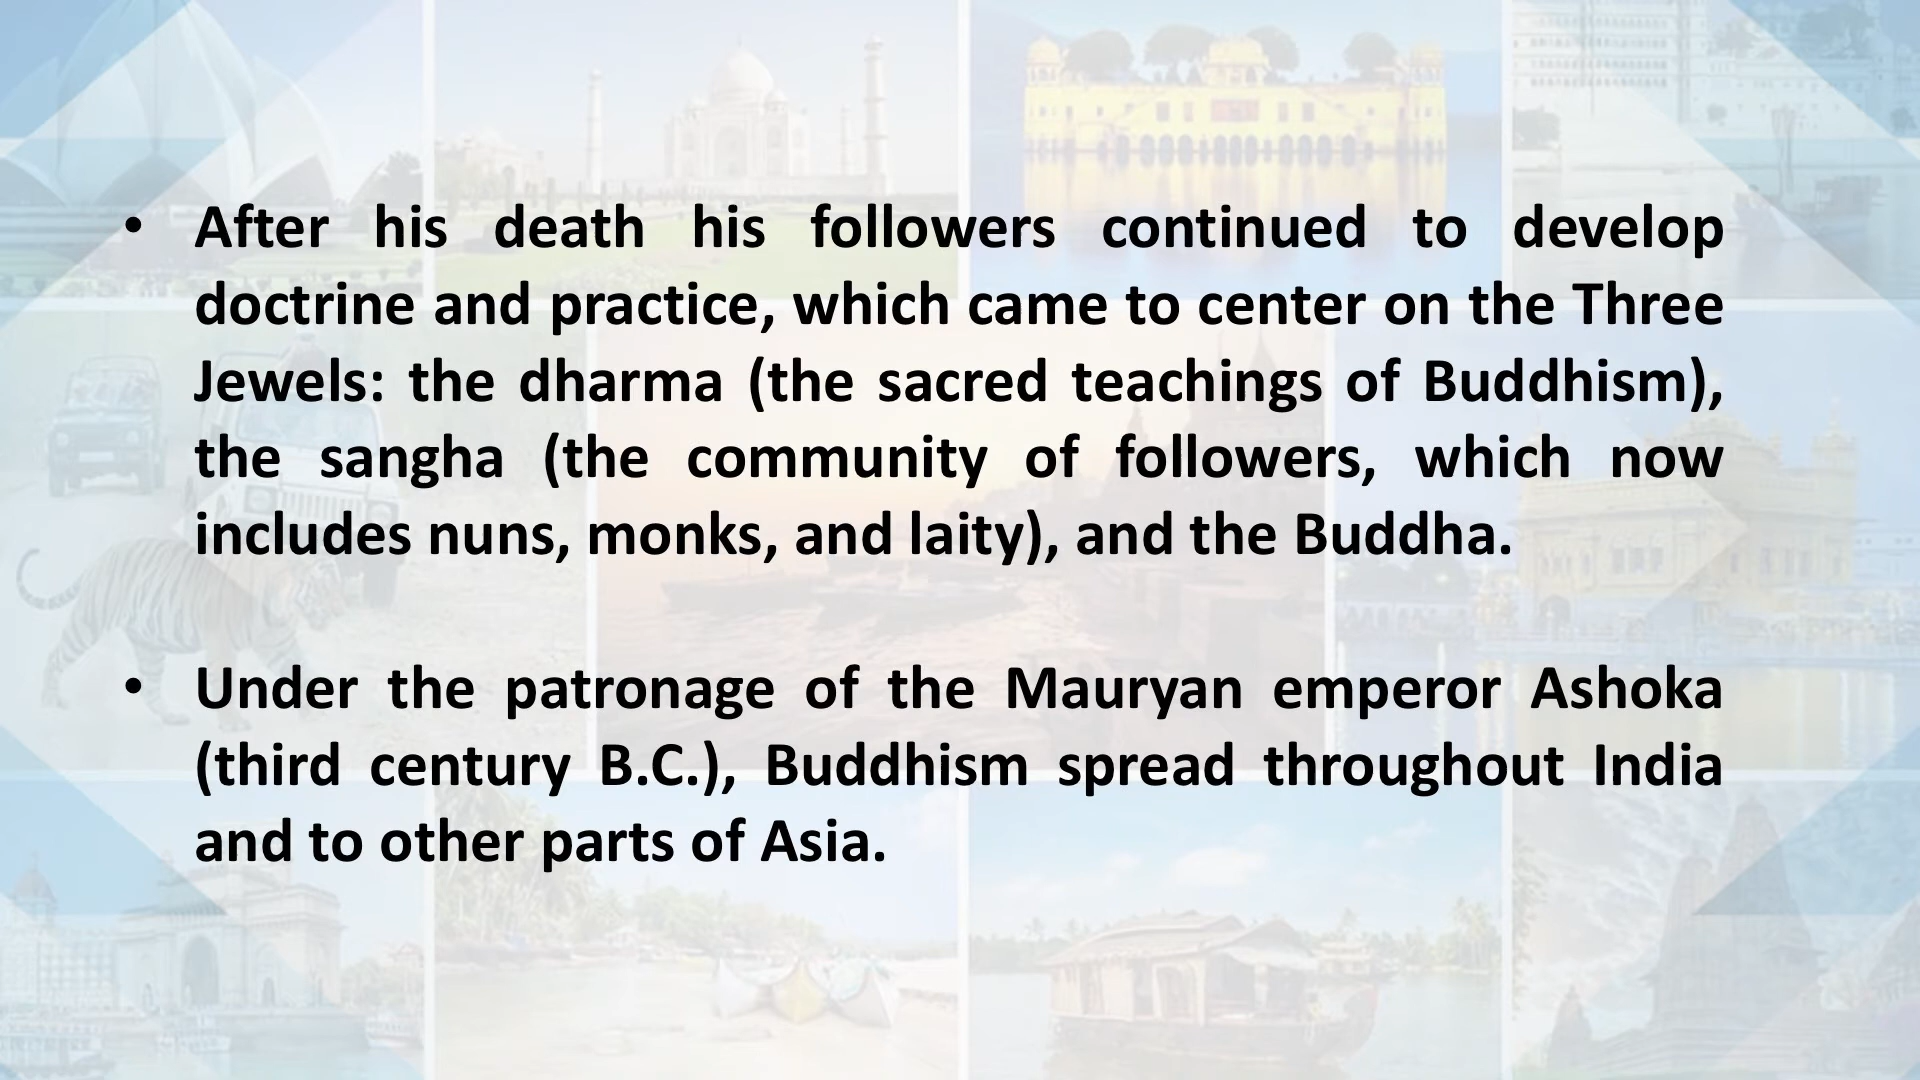 • After his death his followers continued to develop
doctrine and practice, which came to center on the Three
Jewels: the dharma (the sacred teachings of Buddhism),
the sangha (the community of followers, which now
includes nuns, monks, and laity), and the Buddha.
• Under the patronage of the Mauryan emperor Ashoka
(third century B.C.), Buddhism spread throughout India
and to other parts of Asia.